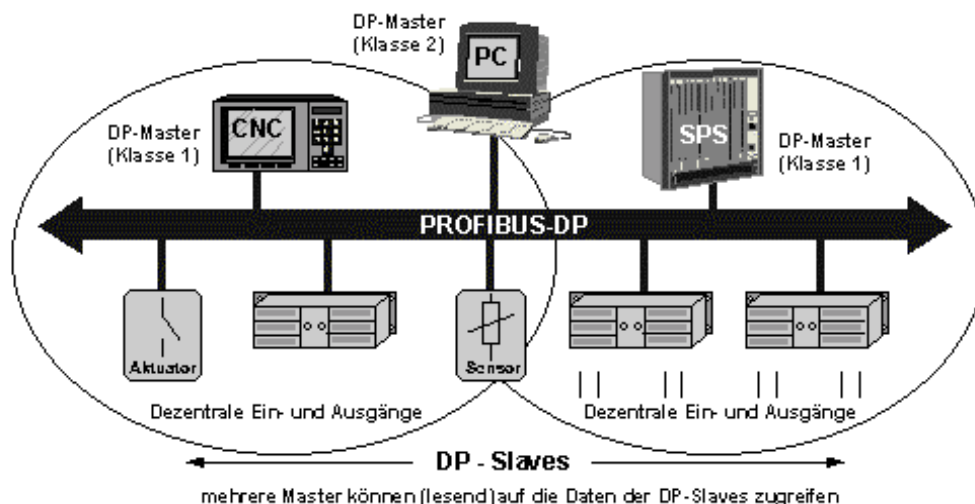 DP-Master
(Klasse 2)
PC
DP-Master
(Klasse 1)
CNC
SPS
DP-Master
(Klasse 1)
PROFIBUS-DP
Aktuator
Sensor
Dezentrale Ein- und Ausgänge
Dezentrale Ein- und Ausgänge
DP - Slaves
mehrere Master können (lesend) auf die Daten der DP-Slaves zugreifen